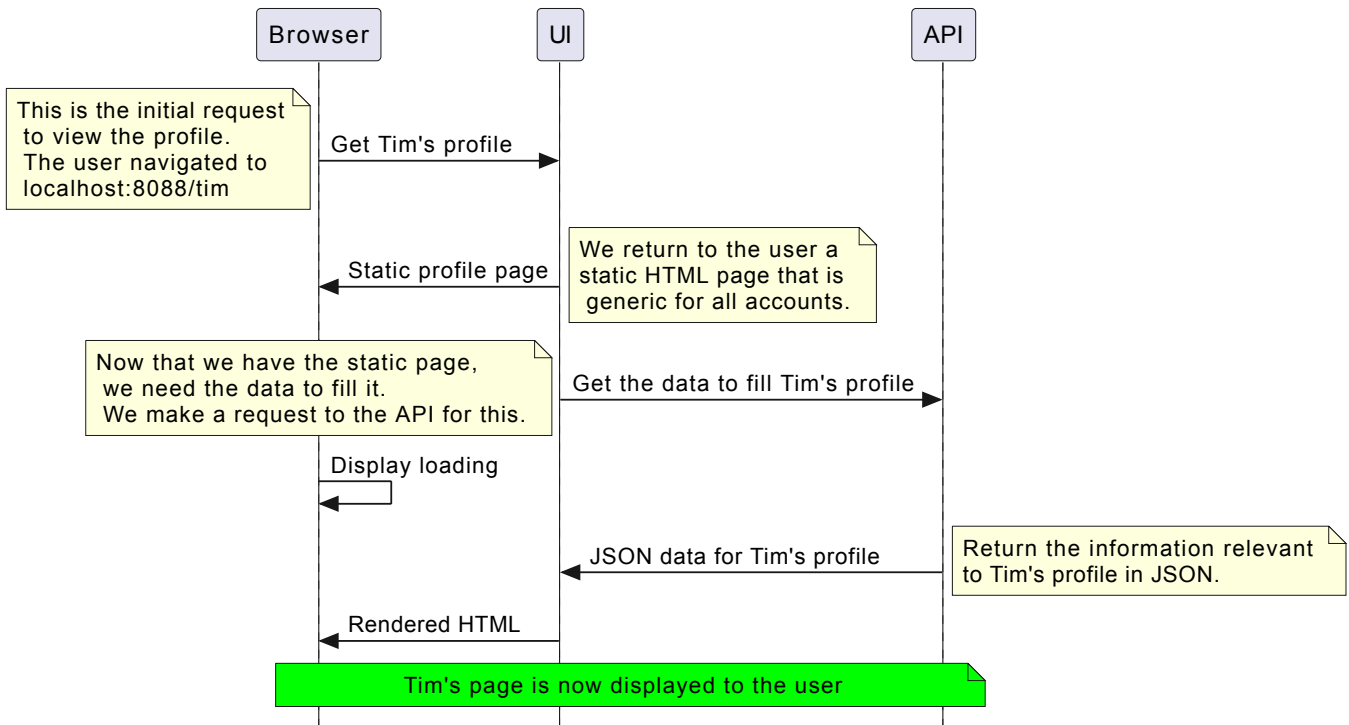 Browser
UI
API
This is the initial request
to view the profile.
The user navigated to
localhost:8088/tim
Get Tim's profile
We return to the user a
static HTML page that is
generic for all accounts.
Static profile page
Now that we have the static page,
we need the data to fill it.
We make a request to the API for this.
Get the data to fill Tim's profile
Display loading
JSON data for Tim's profile
Return the information relevant
to Tim's profile in JSON.
Rendered HTML
Tim's page is now displayed to the user